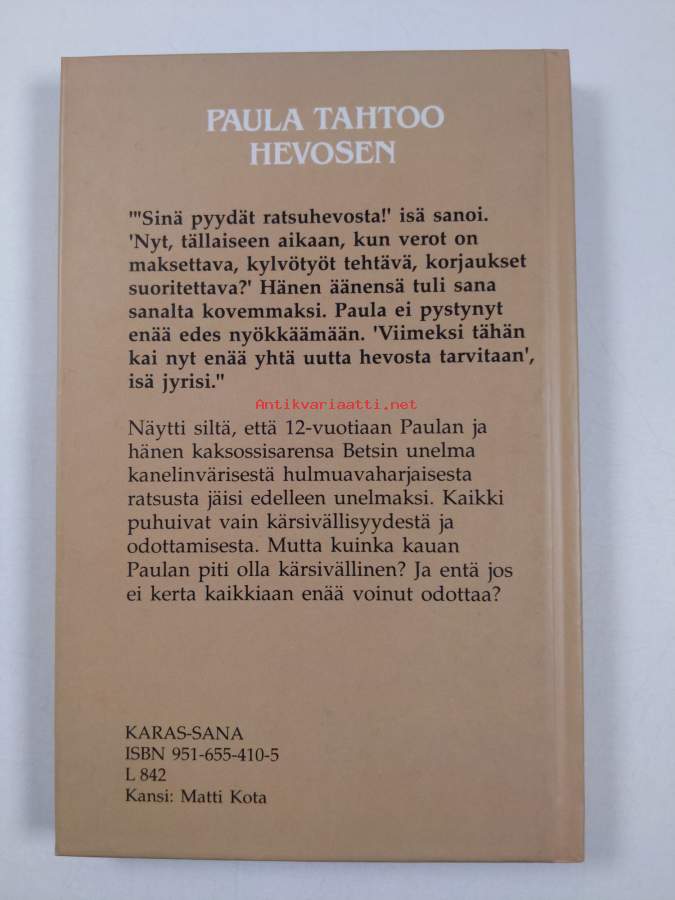 PAULA TAHTOO
HEVOSEN
"'Sinä pyydät ratsuhevosta!' isä sanoi.
'Nyt, tällaiseen aikaan, kun verot on
maksettava, kylvötyöt tehtävä, korjaukset
suoritettava?' Hänen äänensä tuli sana
sanalta kovemmaksi. Paula ei pystynyt
enää edes nyökkäämään. 'Viimeksi tähän
kai nyt enää yhtä uutta hevosta tarvitaan',
isä jyrisi."
Antikvariaatti.net
Näytti siltä, että 12-vuotiaan Paulan ja
hänen kaksossisarensa Betsin unelma
kanelinvärisestä hulmuavaharjaisesta
ratsusta jäisi edelleen unelmaksi. Kaikki
puhuivat vain kärsivällisyydestä ja
odottamisesta. Mutta kuinka kauan
Paulan piti olla kärsivällinen? Ja entä jos
ei kerta kaikkiaan enää voinut odottaa?
KARAS-SANA
ISBN 951-655-410-5
L 842
Kansi: Matti Kota